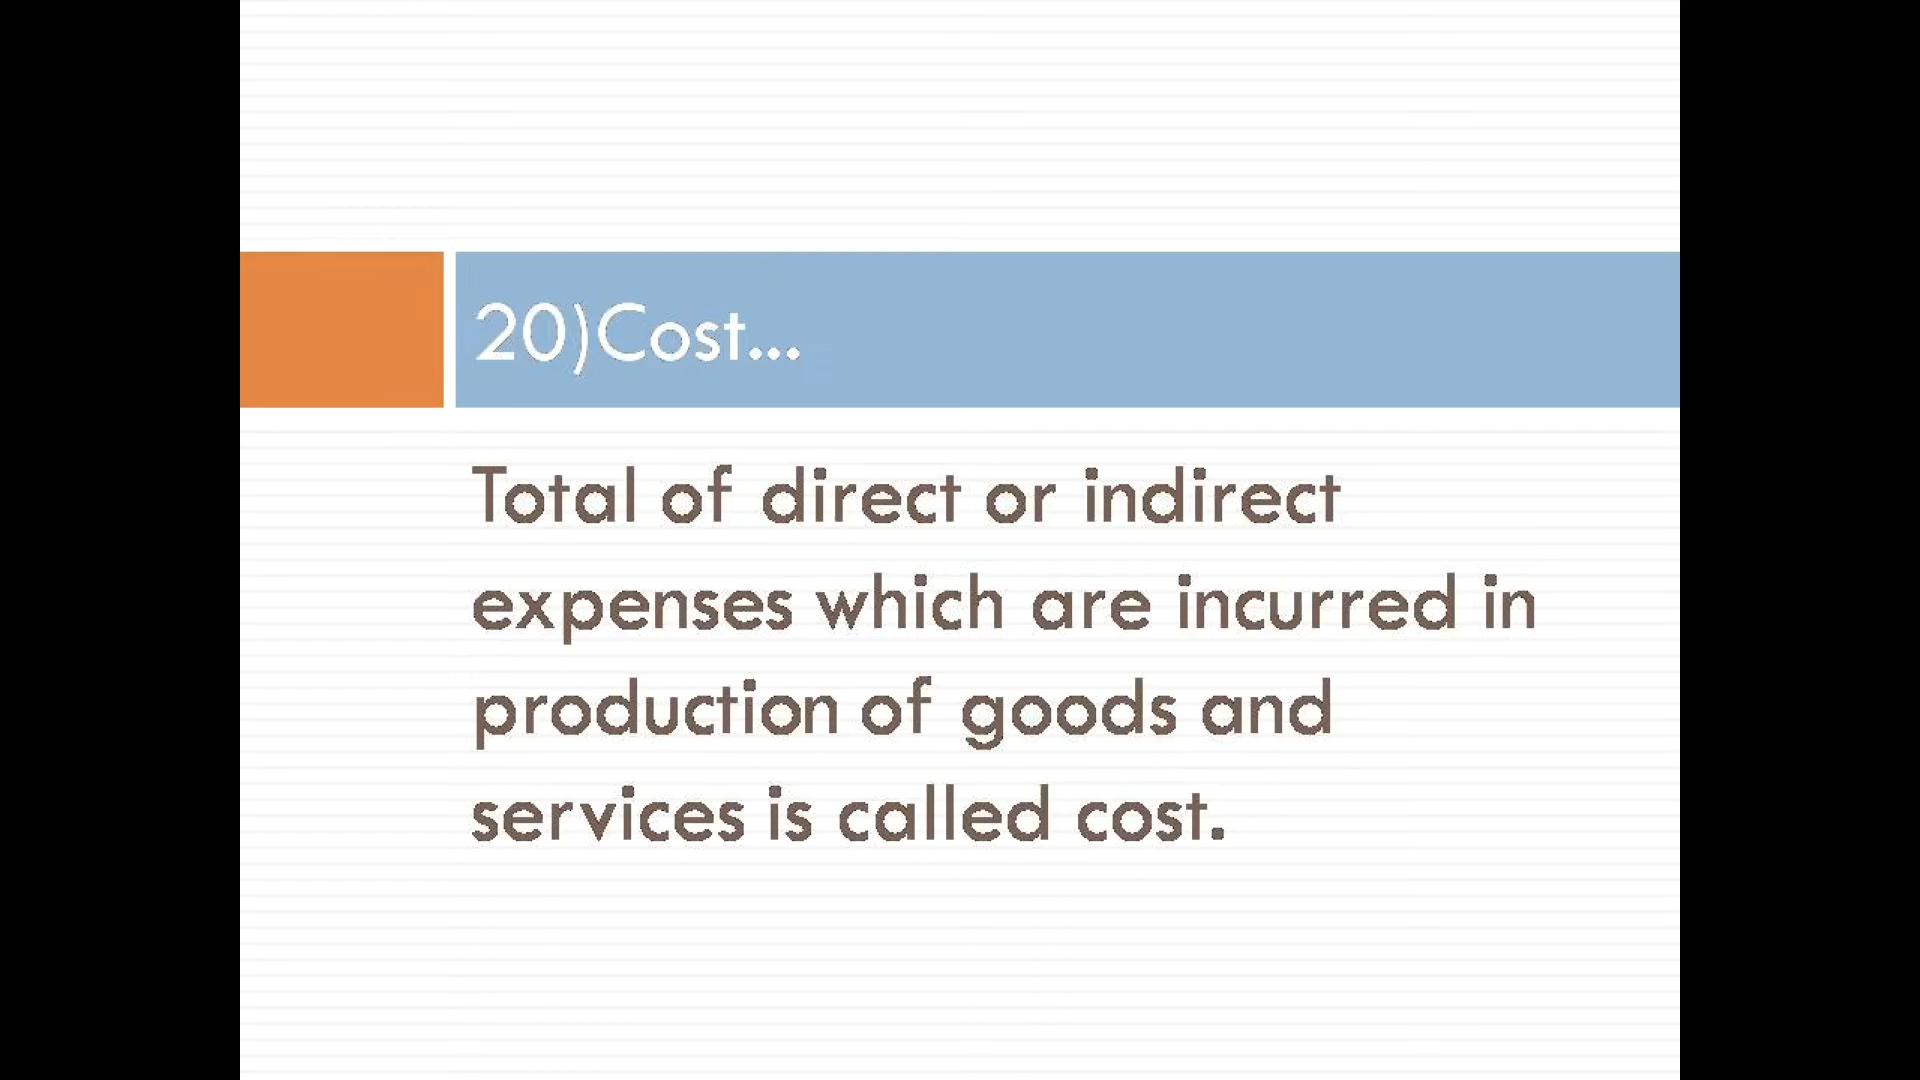 20)Cost...
Total of direct or indirect
expenses which are incurred in
production of goods and
services is called cost.